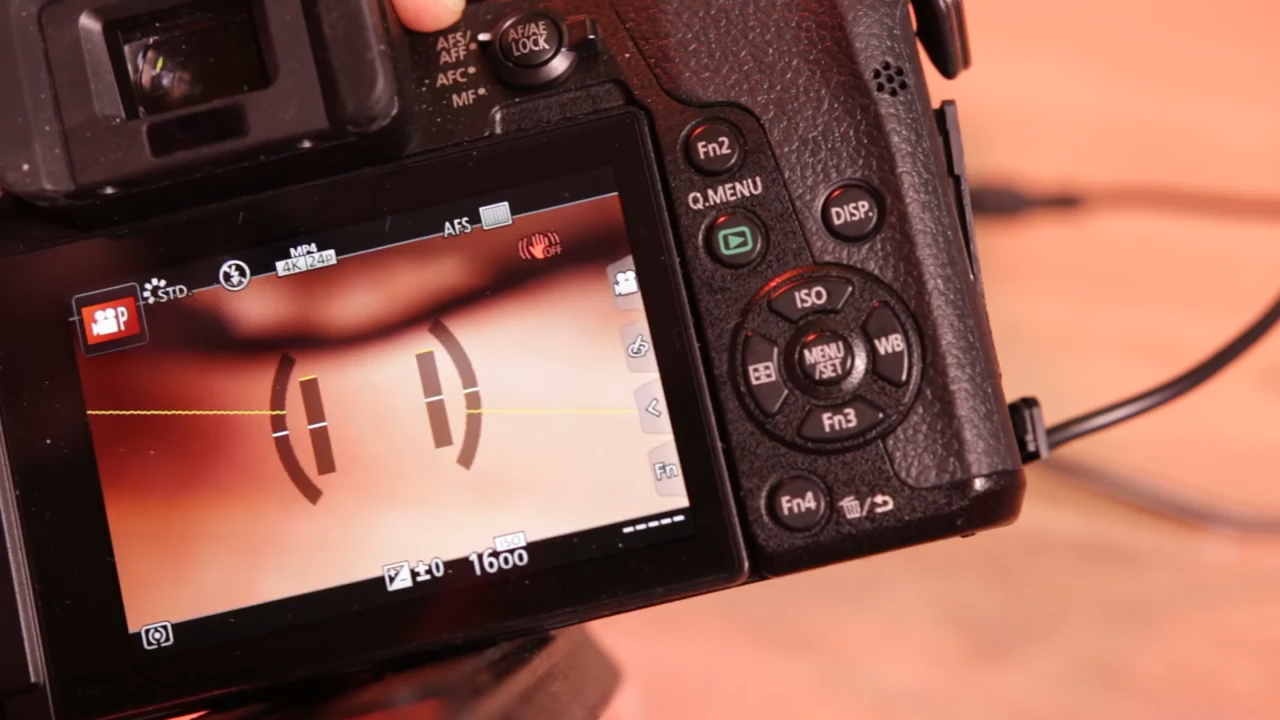 AF/AE
LOCK
AFS/
AFF
AFC
MF
Fn2
Q.MENU
DISP.
ISO
WB
MENU
/SET
Fn3
Fn4
AFS
OFF
MP4
4K 24p
STD.
P
Fn
ISO
±0 1600